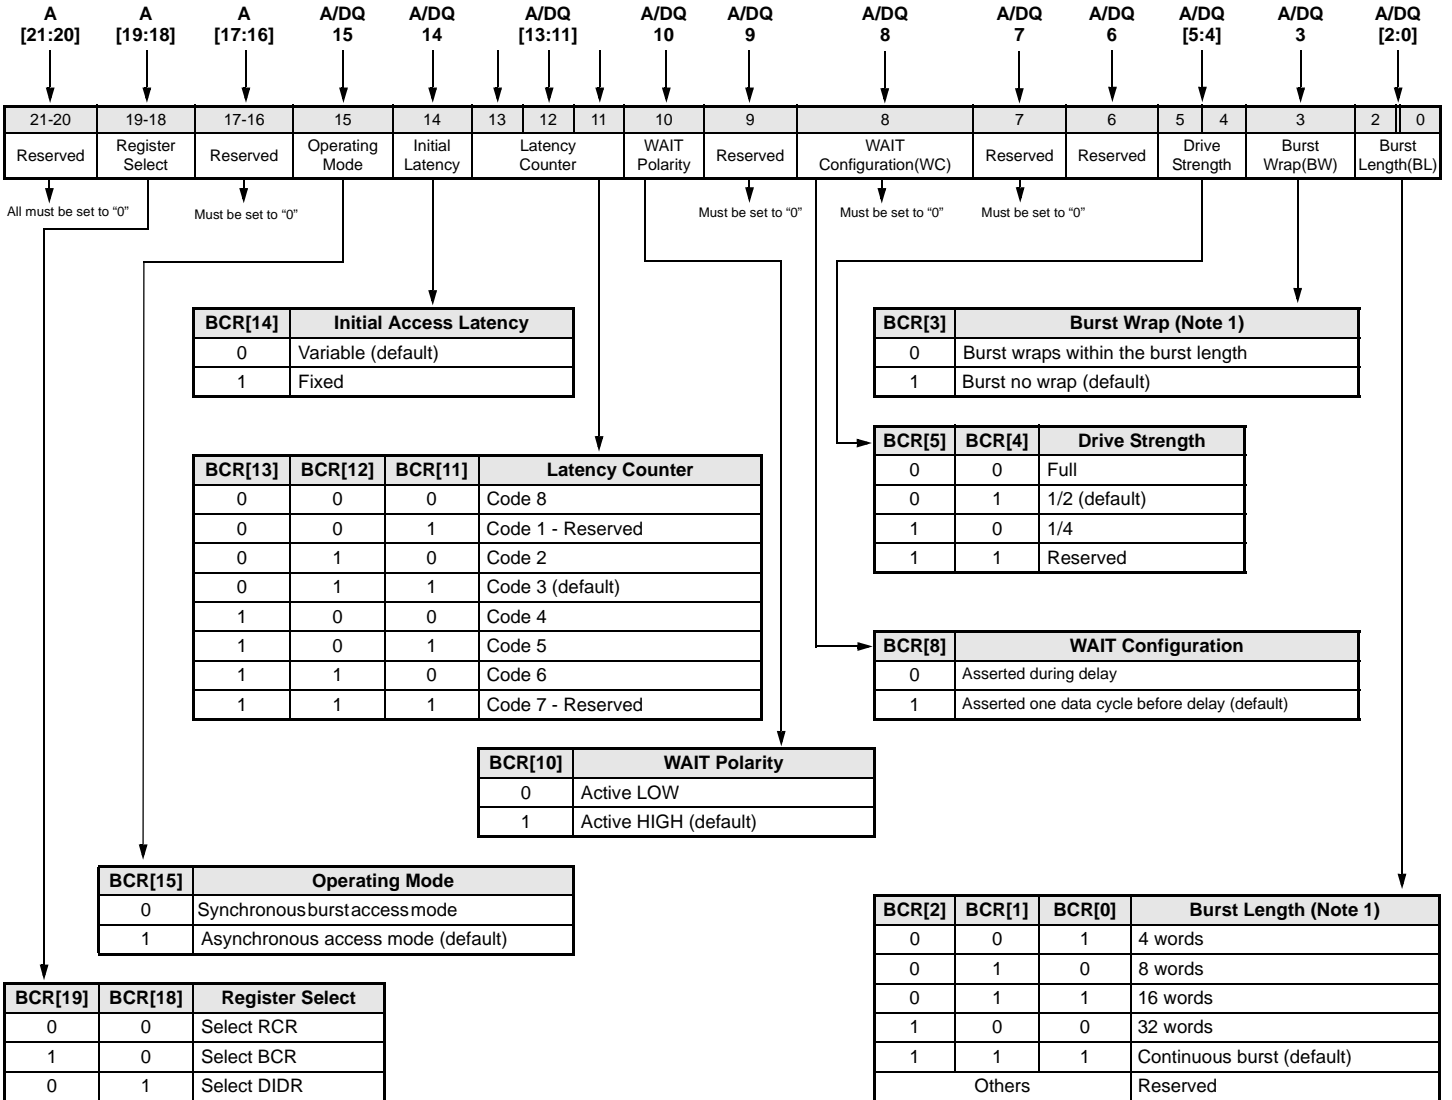 A A A A/DQ A/DQ A/DQ A/DQ A/DQ A/DQ A/DQ A/DQ A/DQ A/DQ A/DQ
[21:20] [19:18] [17:16] 15 14 [13:11] 10 9 8 7 6 [5:4] 3 [2:0]
21-20 19-18 17-16 15 14 13 12 11 10 9 8 7 6 5 4 3 2 0
Reserved Register Select Reserved Operating Mode Initial Latency Latency Counter WAIT Polarity Reserved WAIT Configuration(WC) Reserved Reserved Drive Strength Burst Wrap(BW) Burst Length(BL)
All must be set to “0” Must be set to “0” Must be set to “0” Must be set to “0” Must be set to “0”
BCR[14] Initial Access Latency
0 Variable (default)
1 Fixed
BCR[3] Burst Wrap (Note 1)
0 Burst wraps within the burst length
1 Burst no wrap (default)
BCR[5] BCR[4] Drive Strength
0 0 Full
0 1 1/2 (default)
1 0 1/4
1 1 Reserved
BCR[13] BCR[12] BCR[11] Latency Counter
0 0 0 Code 8
0 0 1 Code 1 - Reserved
0 1 0 Code 2
0 1 1 Code 3 (default)
1 0 0 Code 4
1 0 1 Code 5
1 1 0 Code 6
1 1 1 Code 7 - Reserved
BCR[8] WAIT Configuration
0 Asserted during delay
1 Asserted one data cycle before delay (default)
BCR[10] WAIT Polarity
0 Active LOW
1 Active HIGH (default)
BCR[15] Operating Mode
0 Synchronous burst access mode
1 Asynchronous access mode (default)
BCR[2] BCR[1] BCR[0] Burst Length (Note 1)
0 0 1 4 words
0 1 0 8 words
0 1 1 16 words
1 0 0 32 words
1 1 1 Continuous burst (default)
Others Reserved
BCR[19] BCR[18] Register Select
0 0 Select RCR
1 0 Select BCR
0 1 Select DIDR